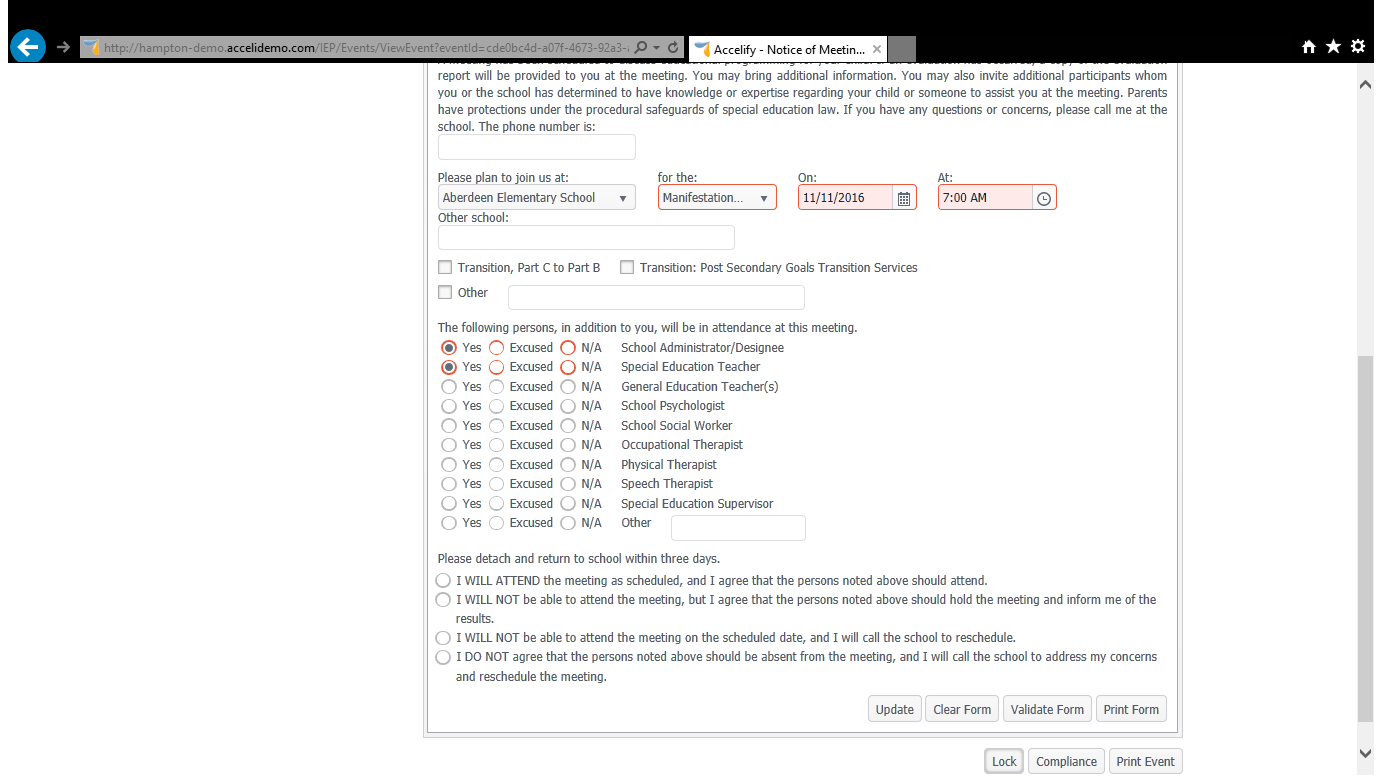 http://hampton-demo.accelidemo.com/IEP/Events/ViewEvent?eventId=cde0bc4d-a07f-4673-92a3-
Accelify - Notice of Meetin...
report will be provided to you at the meeting. You may bring additional information. You may also invite additional participants whom
you or the school has determined to have knowledge or expertise regarding your child or someone to assist you at the meeting. Parents
have protections under the procedural safeguards of special education law. If you have any questions or concerns, please call me at the
school. The phone number is:
Please plan to join us at: for the: On: At:
Aberdeen Elementary School Manifestation... 11/11/2016 7:00 AM
Other school:
Transition, Part C to Part B Transition: Post Secondary Goals Transition Services
Other
The following persons, in addition to you, will be in attendance at this meeting.
Yes Excused N/A School Administrator/Designee
Yes Excused N/A Special Education Teacher
Yes Excused N/A General Education Teacher(s)
Yes Excused N/A School Psychologist
Yes Excused N/A School Social Worker
Yes Excused N/A Occupational Therapist
Yes Excused N/A Physical Therapist
Yes Excused N/A Speech Therapist
Yes Excused N/A Special Education Supervisor
Yes Excused N/A Other
Please detach and return to school within three days.
I WILL ATTEND the meeting as scheduled, and I agree that the persons noted above should attend.
I WILL NOT be able to attend the meeting, but I agree that the persons noted above should hold the meeting and inform me of the
results.
I WILL NOT be able to attend the meeting on the scheduled date, and I will call the school to reschedule.
I DO NOT agree that the persons noted above should be absent from the meeting, and I will call the school to address my concerns
and reschedule the meeting.
Update Clear Form Validate Form Print Form
Lock Compliance Print Event